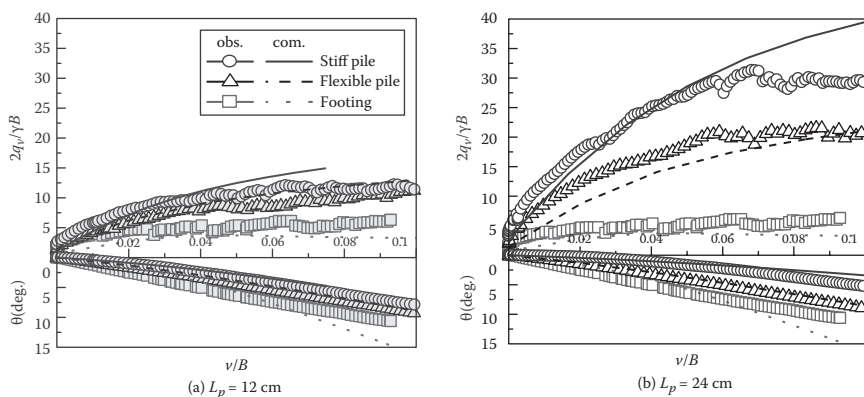 40
35
30
25
20
15
10
5
0
5
10
15
2q_v/γB
θ(deg.)
obs. com.
Stiff pile
Flexible pile
Footing
0.02 0.04 0.06 0.08 0.1
v/B
(a) L_p = 12 cm
40
35
30
25
20
15
10
5
0
5
10
15
2q_v/γB
θ(deg.)
0.02 0.04 0.06 0.08 0.1
v/B
(b) L_p = 24 cm